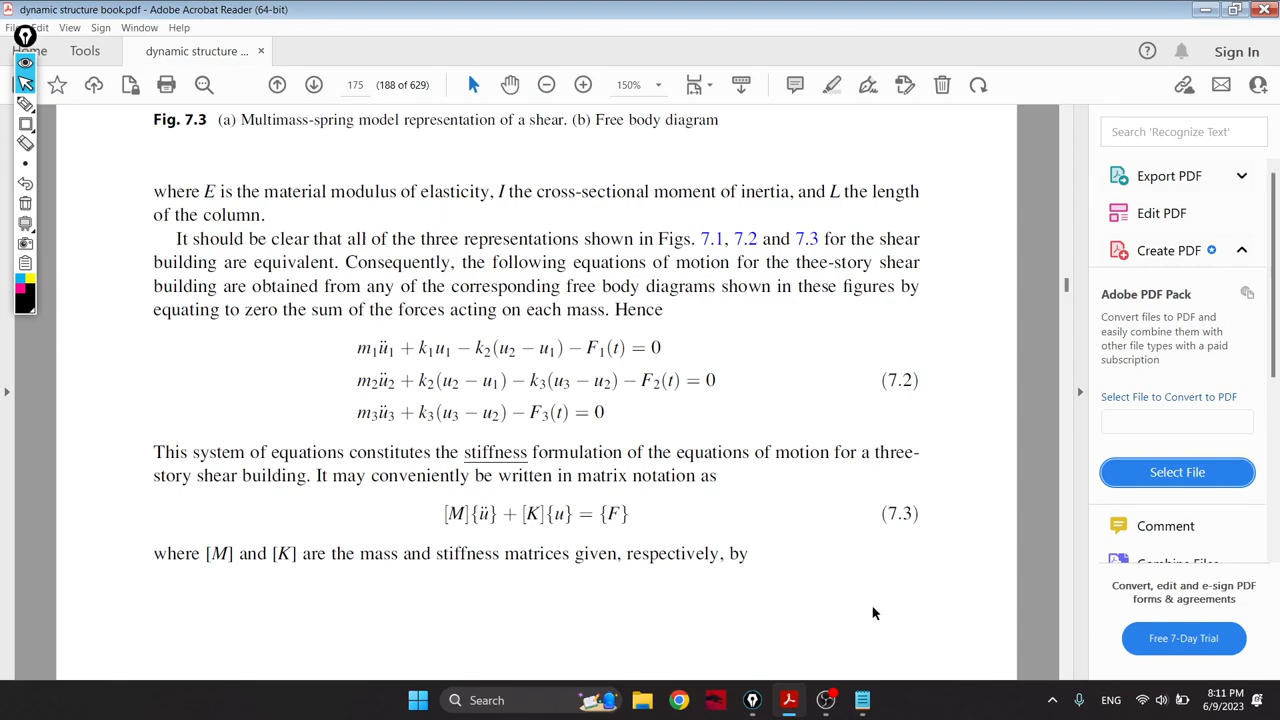 dynamic structure book.pdf - Adobe Acrobat Reader (64-bit)
File Edit View Sign Window Help
Home Tools dynamic structure ... × Sign In
175 (188 of 629) 150%
Fig. 7.3 (a) Multimass-spring model representation of a shear. (b) Free body diagram
where E is the material modulus of elasticity, I the cross-sectional moment of inertia, and L the length
of the column.
It should be clear that all of the three representations shown in Figs. 7.1, 7.2 and 7.3 for the shear
building are equivalent. Consequently, the following equations of motion for the thee-story shear
building are obtained from any of the corresponding free body diagrams shown in these figures by
equating to zero the sum of the forces acting on each mass. Hence
m₁ü₁ + k₁u₁ − k₂(u₂ − u₁) − F₁(t) = 0
m₂ü₂ + k₂(u₂ − u₁) − k₃(u₃ − u₂) − F₂(t) = 0 (7.2)
m₃ü₃ + k₃(u₃ − u₂) − F₃(t) = 0
This system of equations constitutes the stiffness formulation of the equations of motion for a three-
story shear building. It may conveniently be written in matrix notation as
[M]{ü} + [K]{u} = {F} (7.3)
where [M] and [K] are the mass and stiffness matrices given, respectively, by
Search 'Recognize Text'
Export PDF
Edit PDF
Create PDF
Adobe PDF Pack
Convert files to PDF and
easily combine them with
other file types with a paid
subscription
Select File to Convert to PDF
Select File
Comment
Combine Files
Convert, edit and e-sign PDF
forms & agreements
Free 7-Day Trial
Search
ENG
8:11 PM
6/9/2023